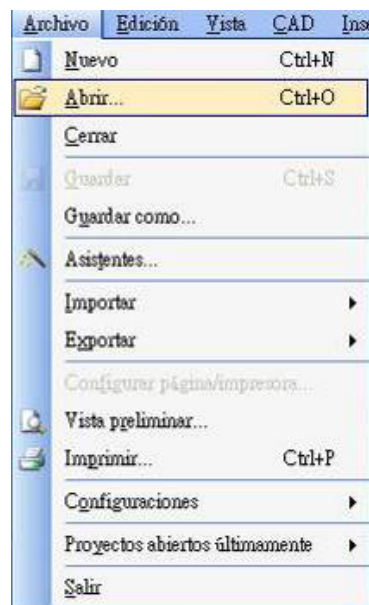 Archivo Edición Vista CAD Ins
Nuevo Ctrl+N
Abrir... Ctrl+O
Cerrar
Guardar Ctrl+S
Guardar como...
Asistentes...
Importar
Exportar
Configurar página/impresora...
Vista preliminar...
Imprimir... Ctrl+P
Configuraciones
Proyectos abiertos últimamente
Salir